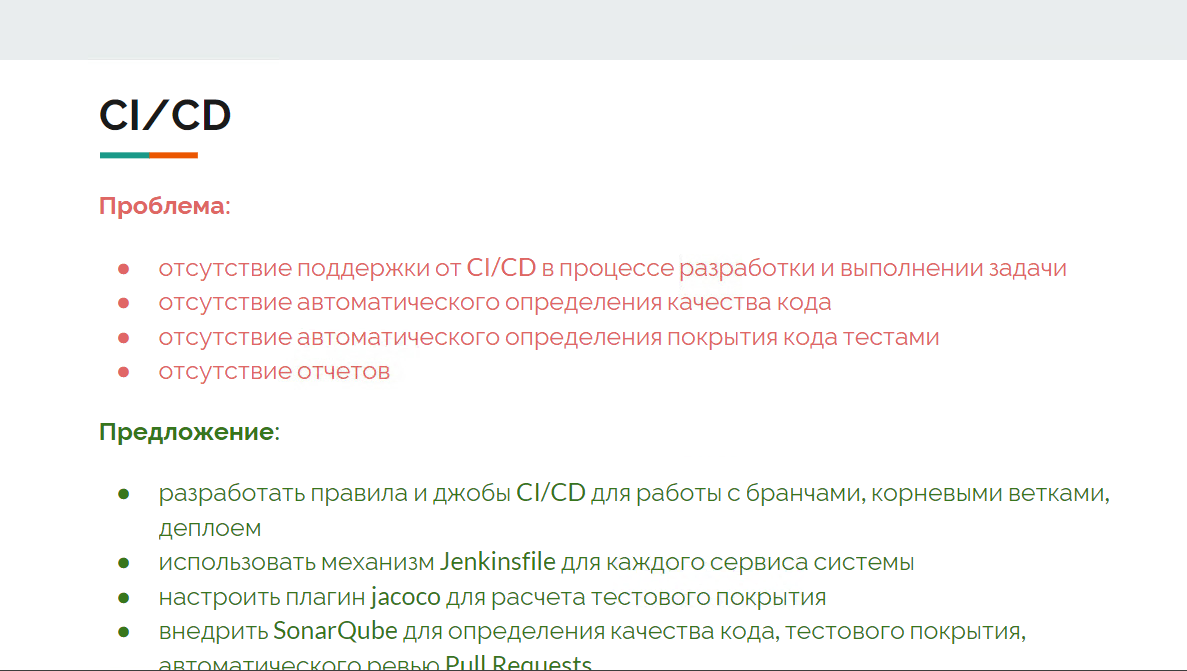 CI/CD
Проблема:
● отсутствие поддержки от CI/CD в процессе разработки и выполнении задачи
● отсутствие автоматического определения качества кода
● отсутствие автоматического определения покрытия кода тестами
● отсутствие отчетов
Предложение:
● разработать правила и джобы CI/CD для работы с бранчами, корневыми ветками,
деплоем
● использовать механизм Jenkinsfile для каждого сервиса системы
● настроить плагин jacoco для расчета тестового покрытия
● внедрить SonarQube для определения качества кода, тестового покрытия,
автоматического ревью Pull Requests